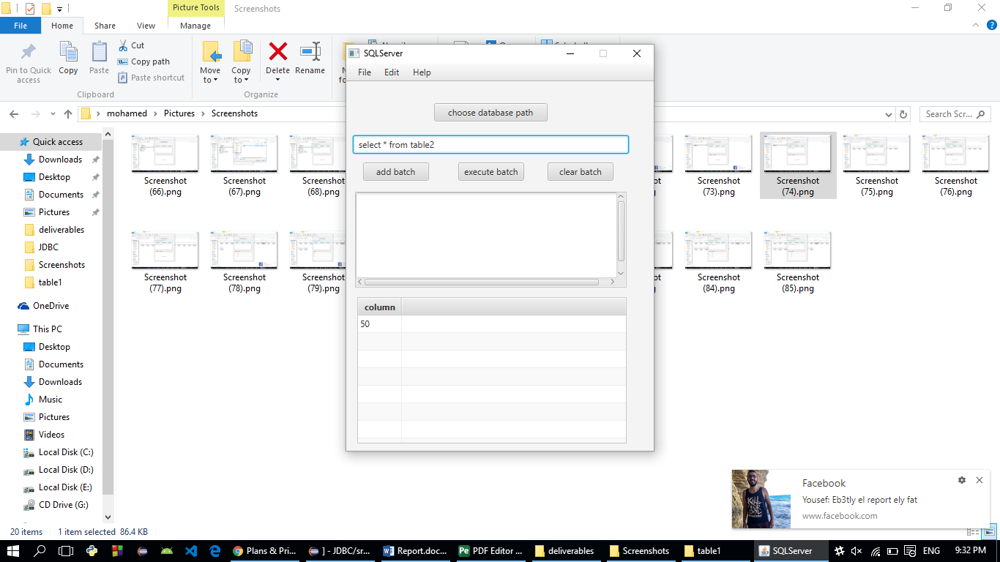 Picture Tools
Screenshots
File
Home
Share
View
Manage
Pin to Quick access
Copy
Paste
Cut
Copy path
Paste shortcut
Clipboard
Move to
Copy to
Delete
Rename
Organize
mohamed
Pictures
Screenshots
Search Scr...
Quick access
Downloads
Desktop
Documents
Pictures
deliverables
JDBC
Screenshots
table1
OneDrive
This PC
Desktop
Documents
Downloads
Music
Pictures
Videos
Local Disk (C:)
Local Disk (D:)
Local Disk (E:)
CD Drive (G:)
Screenshot (66).png
Screenshot (67).png
Screenshot (68).png
Screenshot (73).png
Screenshot (74).png
Screenshot (75).png
Screenshot (76).png
Screenshot (77).png
Screenshot (78).png
Screenshot (79).png
Screenshot (84).png
Screenshot (85).png
SQLServer
File
Edit
Help
choose database path
select * from table2
add batch
execute batch
clear batch
column
50
Facebook
Yousef: Eb3tly el report ely fat
www.facebook.com
20 items
1 item selected 86.4 KB
Plans & Pri...
] - JDBC/sr...
Report.doc...
PDF Editor ...
deliverables
Screenshots
table1
SQLServer
ENG
9:32 PM